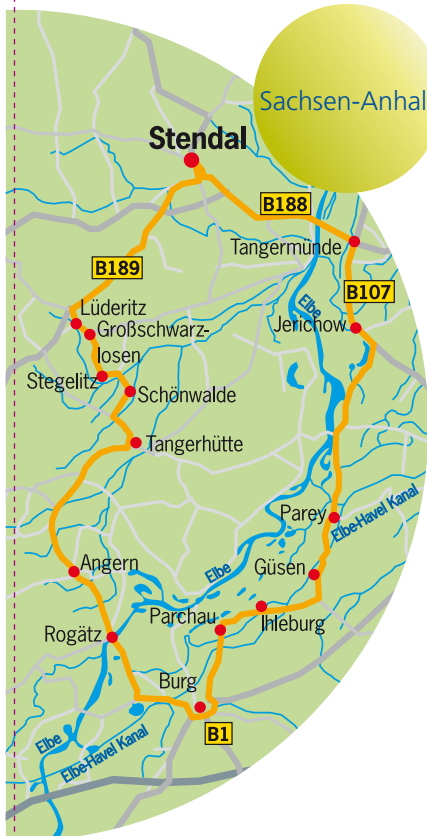 Sachsen-Anhal
Stendal
B188
Tangermünde
B189
B107
Elbe
Lüderitz
Großschwarz-
losen
Jerichow
Stegelitz
Schönwalde
Tangerhütte
Parey
Elbe-Havel Kanal
Elbe
Güsen
Angern
Parchau
Ihleburg
Rogätz
Burg
B1
Elbe
Elbe-Havel Kanal